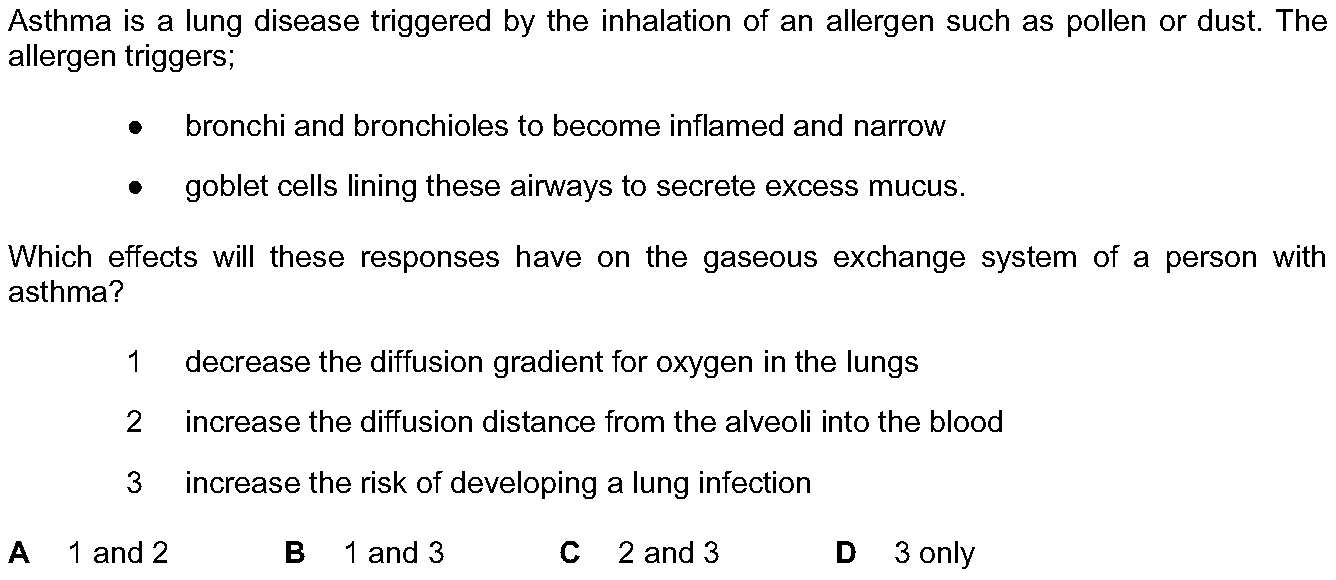 Asthma is a lung disease triggered by the inhalation of an allergen such as pollen or dust. The
allergen triggers;
● bronchi and bronchioles to become inflamed and narrow
● goblet cells lining these airways to secrete excess mucus.
Which effects will these responses have on the gaseous exchange system of a person with
asthma?
1 decrease the diffusion gradient for oxygen in the lungs
2 increase the diffusion distance from the alveoli into the blood
3 increase the risk of developing a lung infection
A 1 and 2 B 1 and 3 C 2 and 3 D 3 only